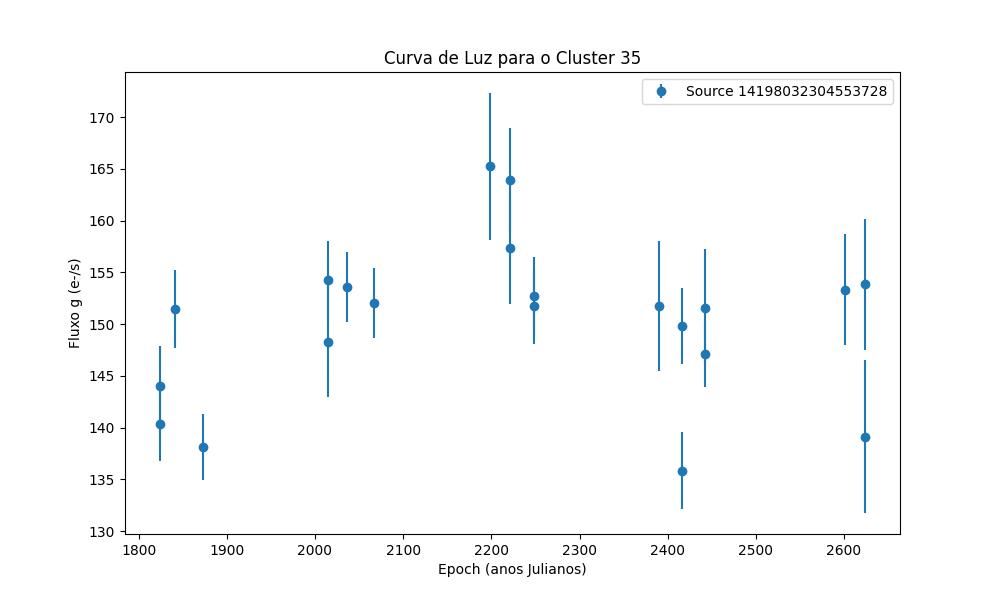 Curva de Luz para o Cluster 35
Source 14198032304553728
Fluxo g (e-/s)
170
165
160
155
150
145
140
135
130
1800 1900 2000 2100 2200 2300 2400 2500 2600
Epoch (anos Julianos)